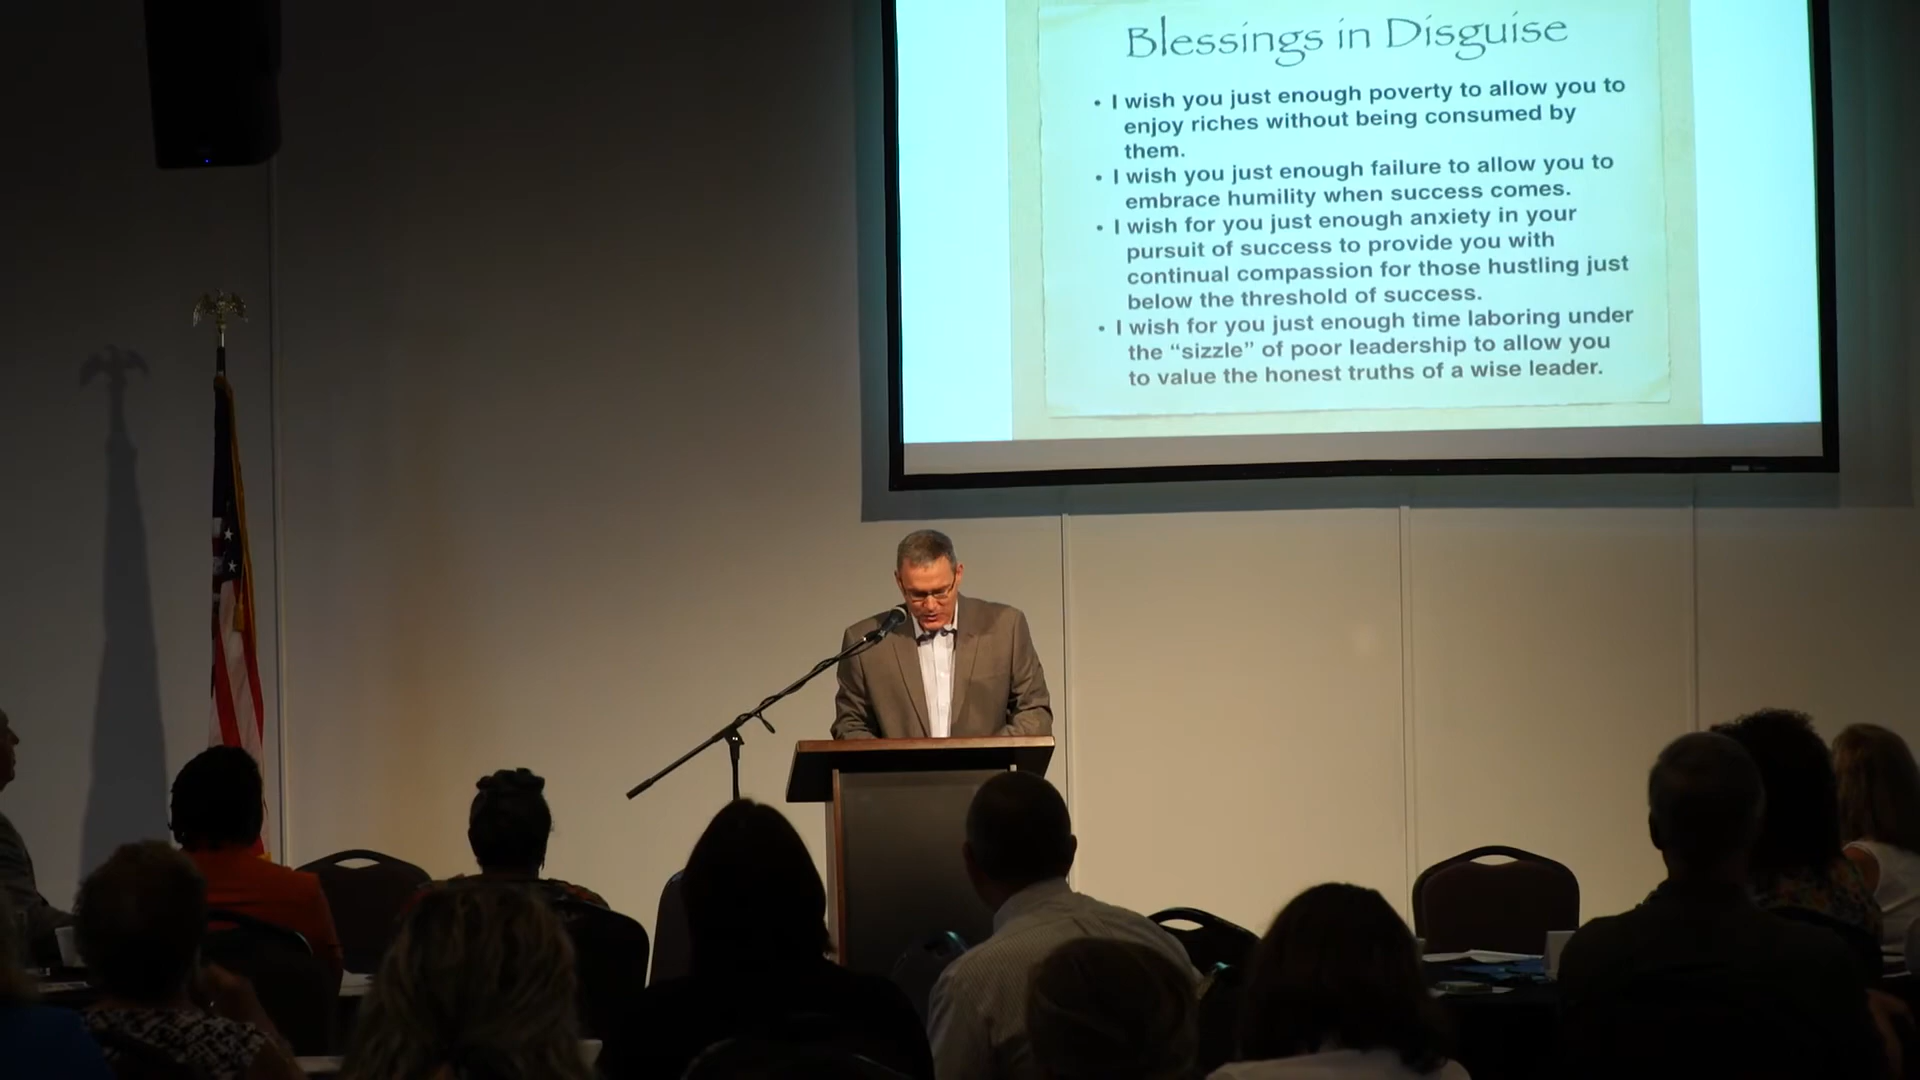 Blessings in Disguise
• I wish you just enough poverty to allow you to
enjoy riches without being consumed by
them.
• I wish you just enough failure to allow you to
embrace humility when success comes.
• I wish for you just enough anxiety in your
pursuit of success to provide you with
continual compassion for those hustling just
below the threshold of success.
• I wish for you just enough time laboring under
the “sizzle” of poor leadership to allow you
to value the honest truths of a wise leader.